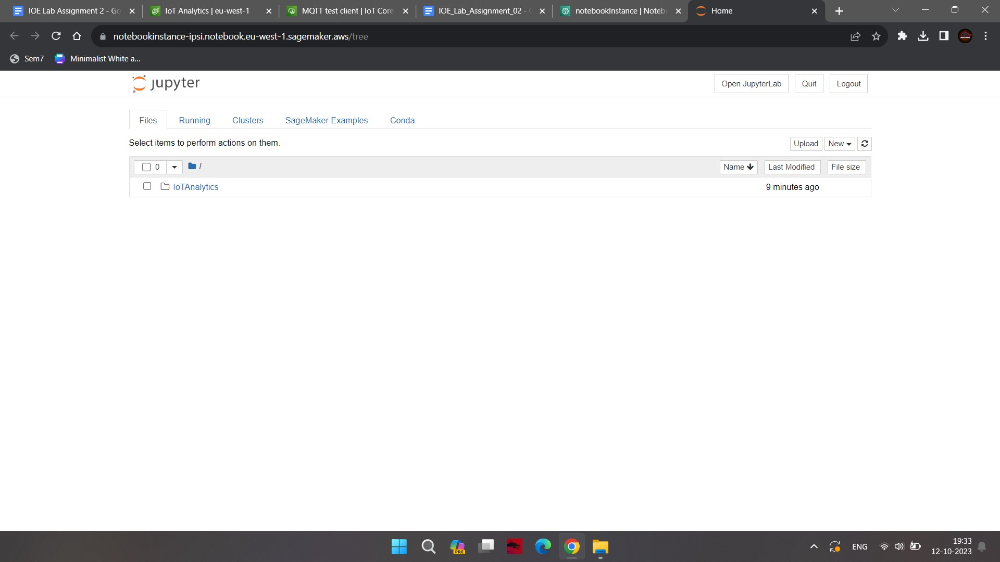 IOE Lab Assignment 2 - Go
IoT Analytics | eu-west-1
MQTT test client | IoT Core
IOE_Lab_Assignment_02 -
notebookInstance | Noteb
Home
notebookinstance-ipsi.notebook.eu-west-1.sagemaker.aws/tree
Sem7
Minimalist White a...
jupyter
Open JupyterLab
Quit
Logout
Files
Running
Clusters
SageMaker Examples
Conda
Select items to perform actions on them.
Upload
New
0
/
Name
Last Modified
File size
IoTAnalytics
9 minutes ago
PRE
ENG
19:33
12-10-2023